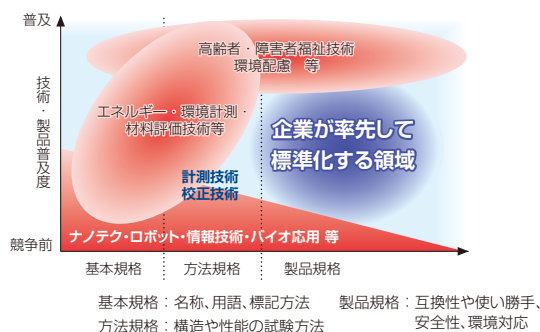 普及
技術・製品普及度
競争前
高齢者・障害者福祉技術
環境配慮　等
エネルギー・環境計測・
材料評価技術等
企業が率先して
標準化する領域
計測技術
校正技術
ナノテク・ロボット・情報技術・バイオ応用 等
基本規格　方法規格　製品規格
基本規格：名称、用語、標記方法　製品規格：互換性や使い勝手、
方法規格：構造や性能の試験方法　安全性、環境対応